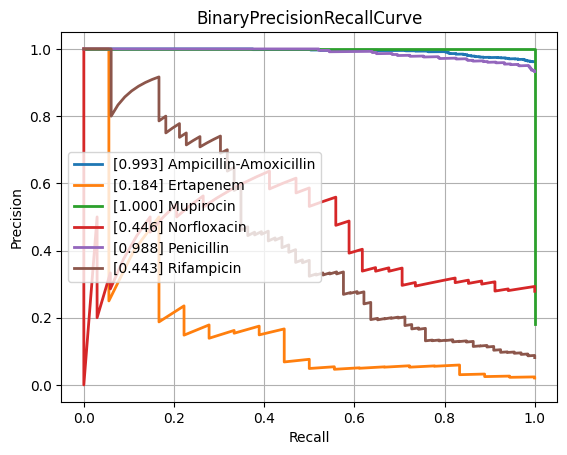 BinaryPrecisionRecallCurve
Precision
1.0
0.8
0.6
0.4
0.2
0.0
[0.993] Ampicillin-Amoxicillin
[0.184] Ertapenem
[1.000] Mupirocin
[0.446] Norfloxacin
[0.988] Penicillin
[0.443] Rifampicin
0.0 0.2 0.4 0.6 0.8 1.0
Recall